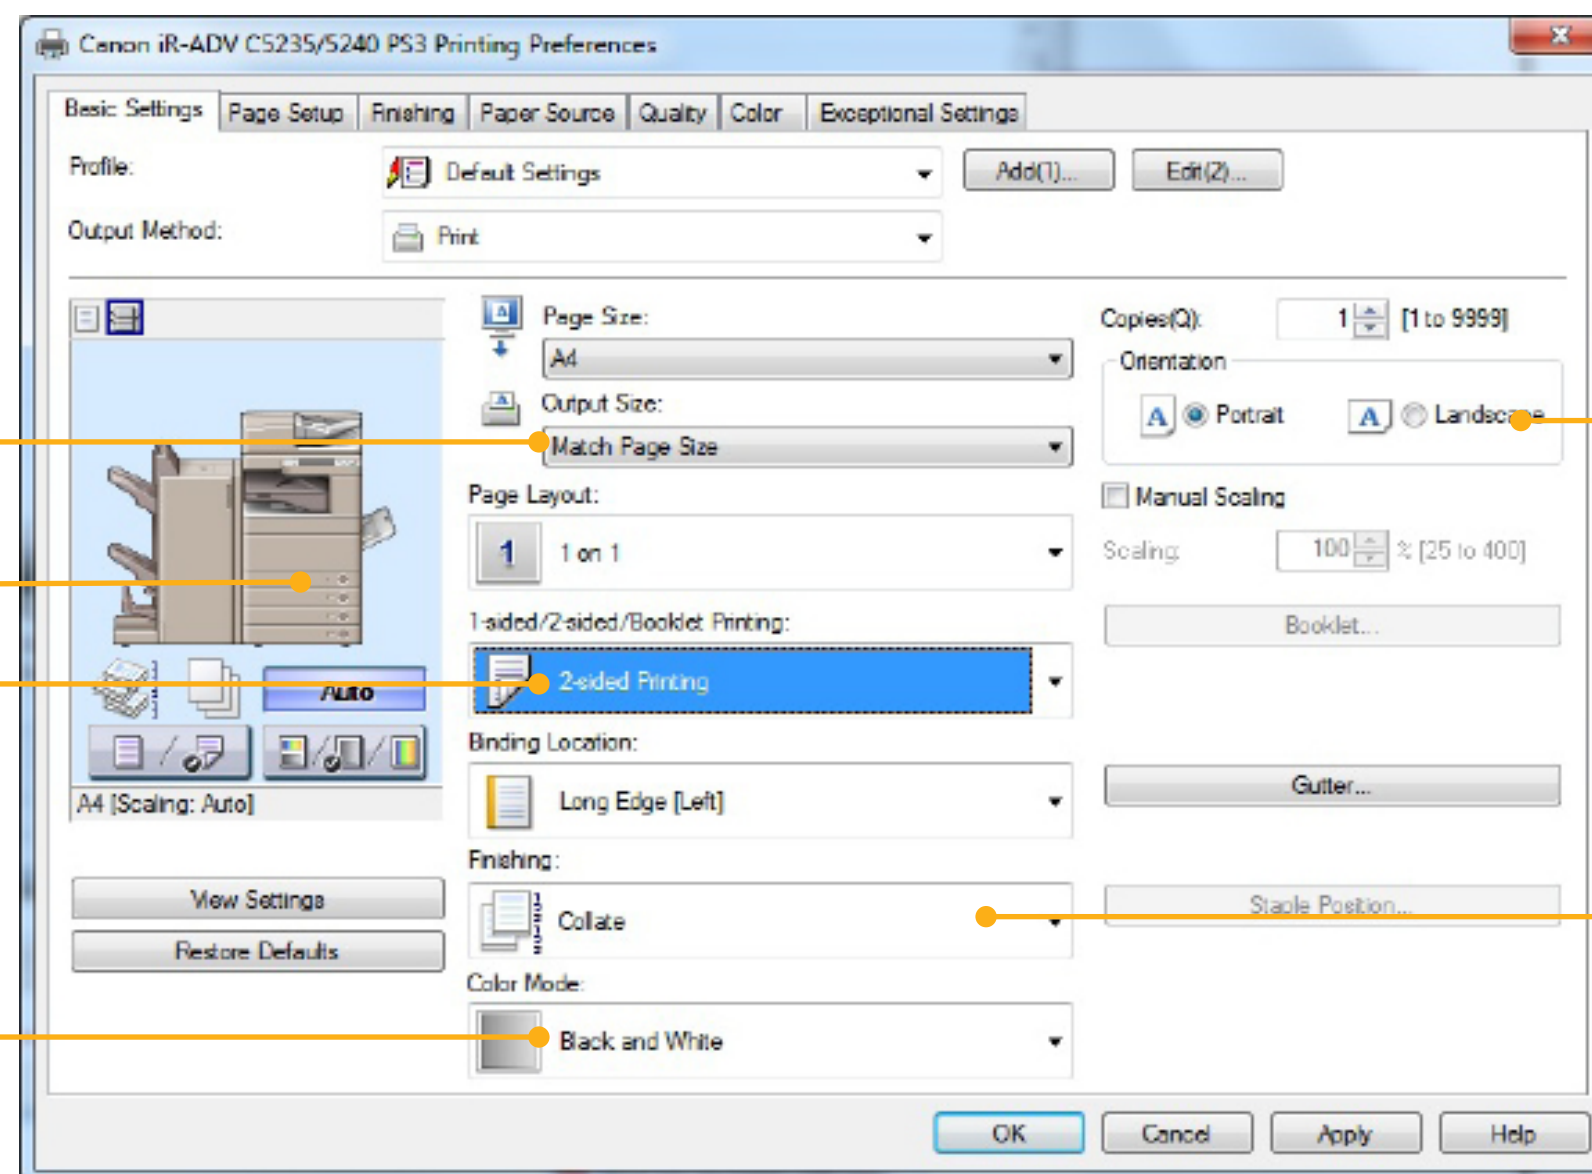 Canon iR-ADV C5235/5240 PS3 Printing Preferences
Basic Settings Page Setup Finishing Paper Source Quality Color Exceptional Settings
Profile: Default Settings Add(1)... Edit(2)...
Output Method: Print
Page Size:
A4
Output Size:
Match Page Size
Page Layout:
1 1 on 1
1-sided/2-sided/Booklet Printing:
2-sided Printing
Binding Location:
Long Edge [Left]
Finishing:
Collate
Color Mode:
Black and White
Copies(Q): 1 [1 to 9999]
Orientation
A Portrait A Landscape
Manual Scaling
Scaling: 100 % [25 to 400]
Booklet...
Gutter...
Staple Position...
Auto
A4 [Scaling: Auto]
View Settings
Restore Defaults
OK Cancel Apply Help